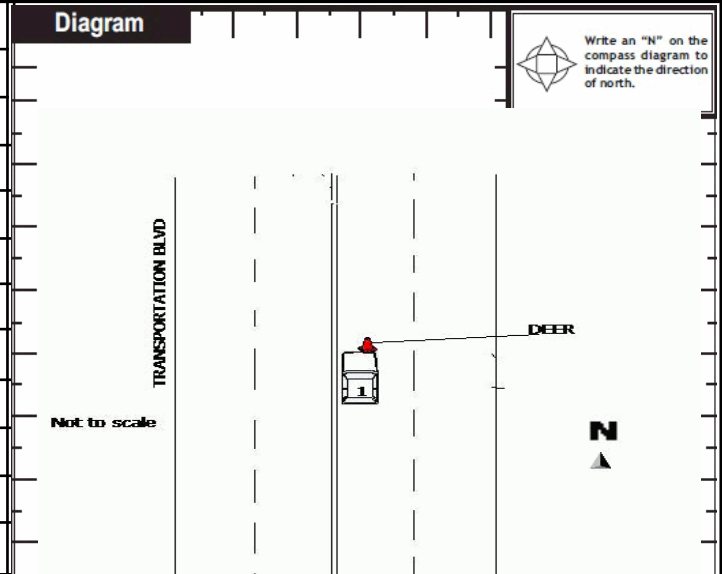 Diagram
Write an “N” on the
compass diagram to
indicate the direction
of north.
TRANSPORTATION BLVD
DEER
1
Not to scale
N